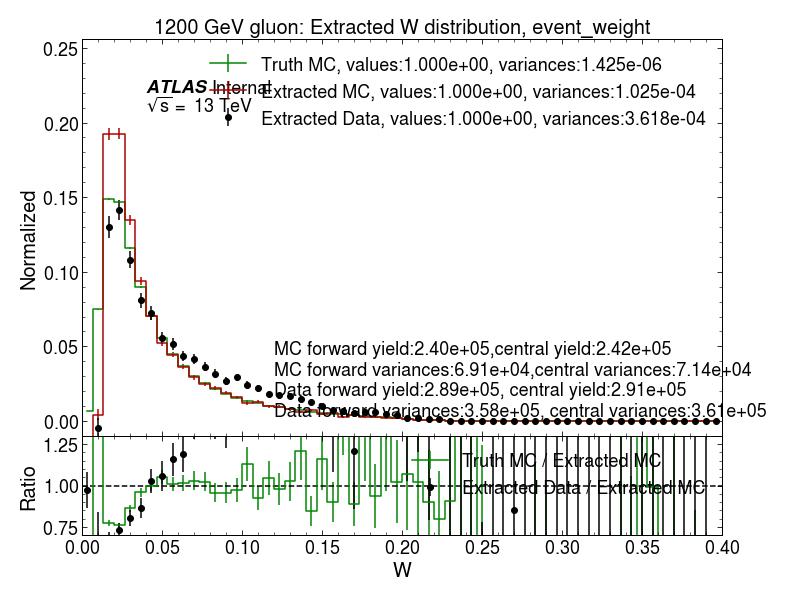 1200 GeV gluon: Extracted W distribution, event_weight
Truth MC, values:1.000e+00, variances:1.425e-06
ATLAS Internal
Extracted MC, values:1.000e+00, variances:1.025e-04
√s = 13 TeV
Extracted Data, values:1.000e+00, variances:3.618e-04
Normalized
0.25
0.20
0.15
0.10
0.05
0.00
MC forward yield:2.40e+05,central yield:2.42e+05
MC forward variances:6.91e+04,central variances:7.14e+04
Data forward yield:2.89e+05, central yield:2.91e+05
Data forward variances:3.58e+05, central variances:3.61e+05
Ratio
1.25
1.00
0.75
Truth MC / Extracted MC
Extracted Data / Extracted MC
0.00 0.05 0.10 0.15 0.20 0.25 0.30 0.35 0.40
W